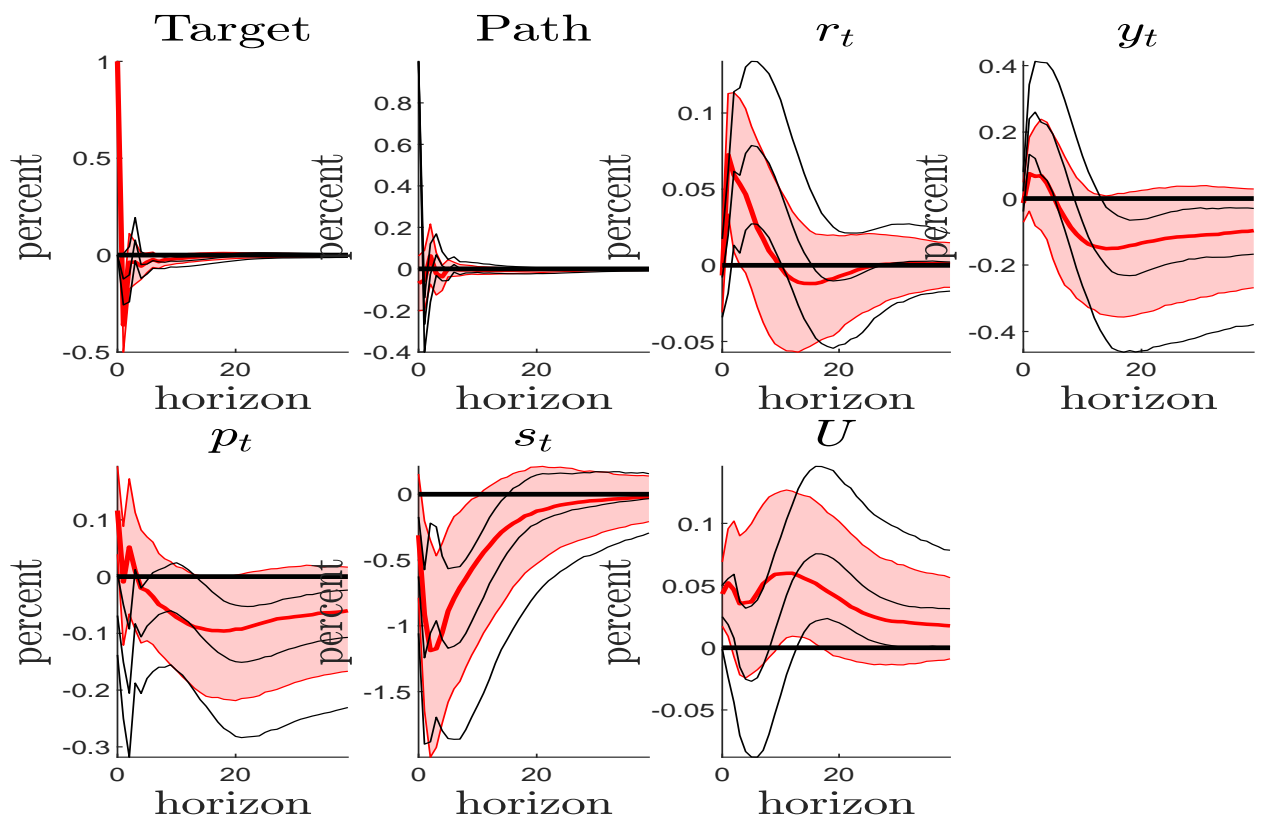 Target Path r_t y_t
1 0.5 0 -0.5
0.8 0.6 0.4 0.2 0 -0.2 -0.4
0.1 0.05 0 -0.05
0.4 0.2 0 -0.2 -0.4
percent percent percent percent
0 20 0 20 0 20 0 20
horizon horizon horizon horizon
p_t s_t U
0.1 0 -0.1 -0.2 -0.3
0 -0.5 -1 -1.5
0.1 0.05 0 -0.05
percent percent percent
0 20 0 20 0 20
horizon horizon horizon